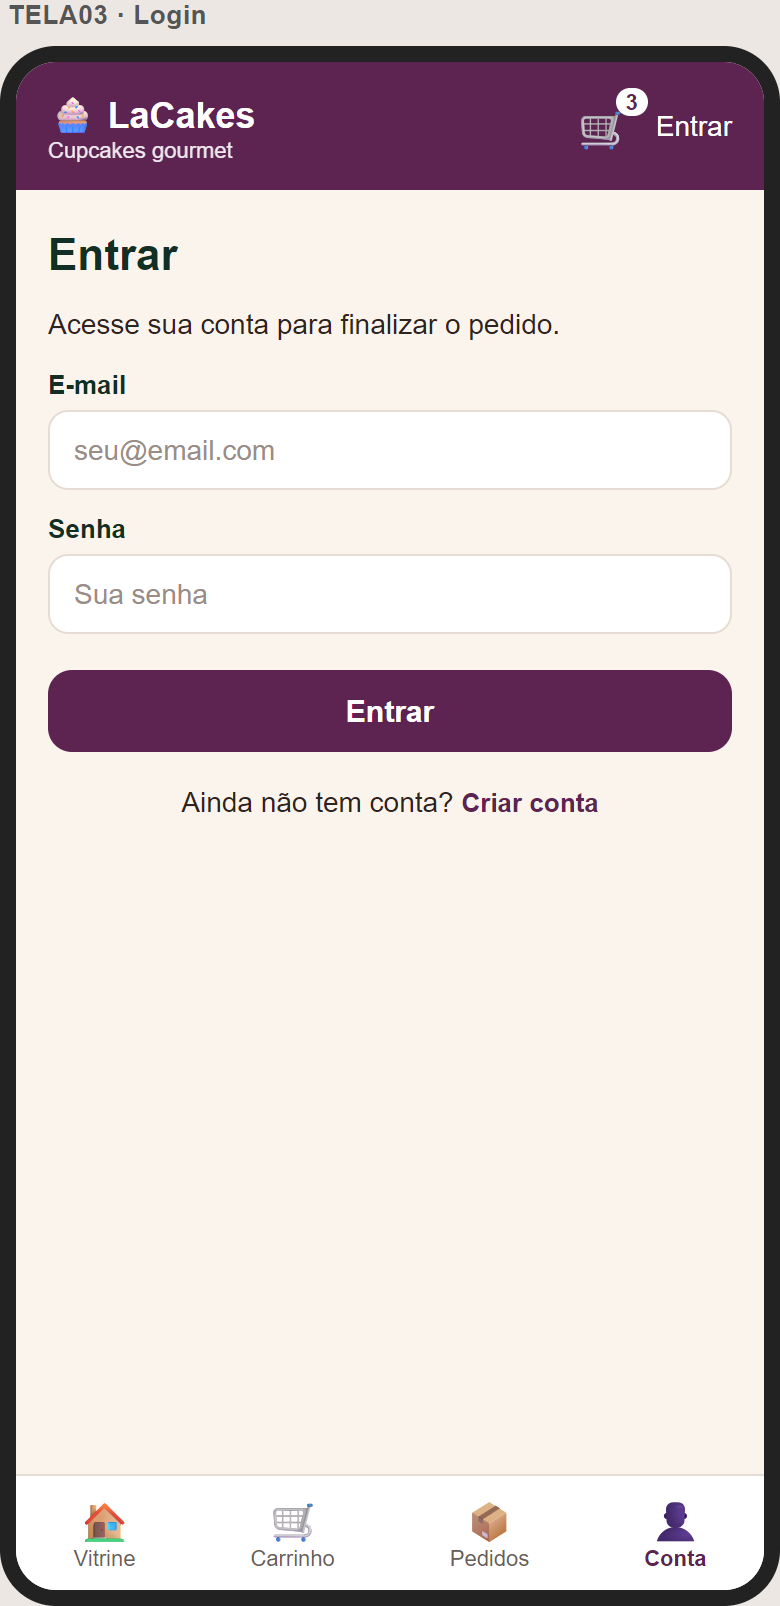 TELA03 · Login
LaCakes
Cupcakes gourmet
3
Entrar
Entrar
Acesse sua conta para finalizar o pedido.
E-mail
seu@email.com
Senha
Sua senha
Entrar
Ainda não tem conta? Criar conta
Vitrine
Carrinho
Pedidos
Conta